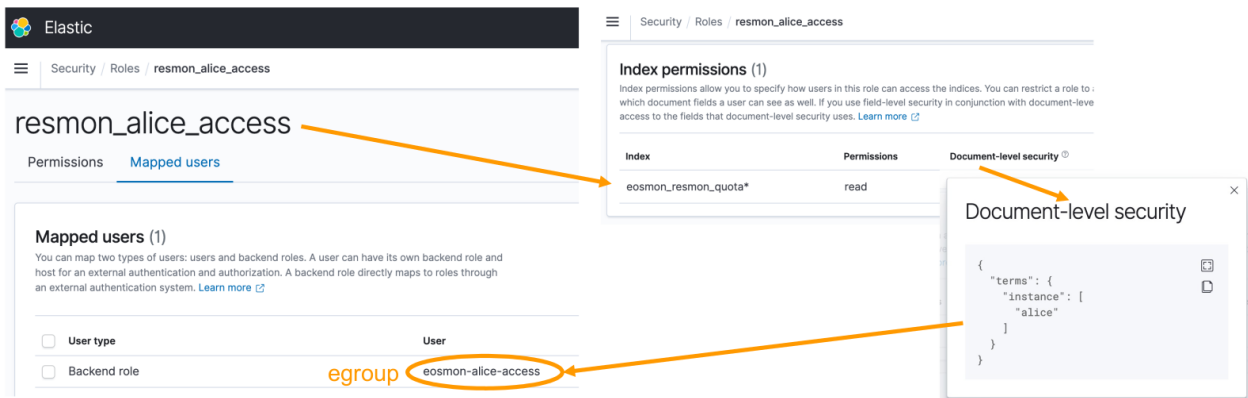 Elastic
Security / Roles / resmon_alice_access
resmon_alice_access
Permissions Mapped users
Mapped users (1)
You can map two types of users: users and backend roles. A user can have its own backend role and
host for an external authentication and authorization. A backend role directly maps to roles through
an external authentication system. Learn more
User type User
Backend role egroup eosmon-alice-access
Security / Roles / resmon_alice_access
Index permissions (1)
Index permissions allow you to specify how users in this role can access the indices. You can restrict a role to
which document fields a user can see as well. If you use field-level security in conjunction with document-leve
access to the fields that document-level security uses. Learn more
Index Permissions Document-level security
eosmon_resmon_quota* read
Document-level security
{
"terms": {
"instance": [
"alice"
]
}
}